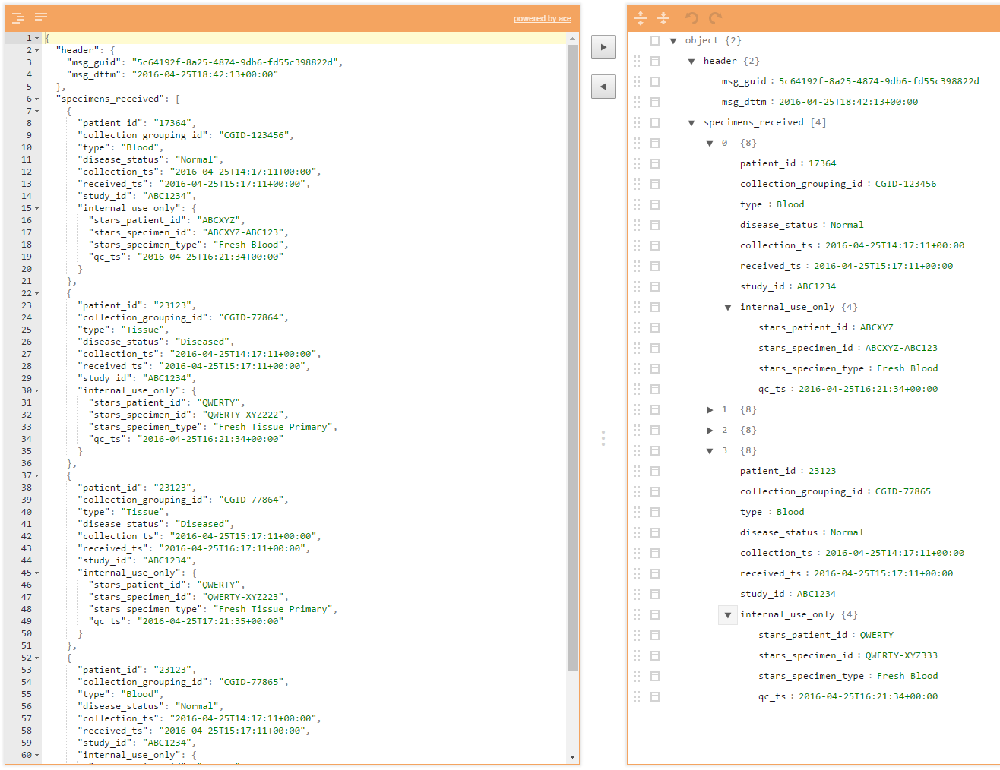 powered by ace
1 {
2 "header": {
3 "msg_guid": "5c64192f-8a25-4874-9db6-fd55c398822d",
4 "msg_dttm": "2016-04-25T18:42:13+00:00"
5 },
6 "specimens_received": [
7 {
8 "patient_id": "17364",
9 "collection_grouping_id": "CGID-123456",
10 "type": "Blood",
11 "disease_status": "Normal",
12 "collection_ts": "2016-04-25T14:17:11+00:00",
13 "received_ts": "2016-04-25T15:17:11+00:00",
14 "study_id": "ABC1234",
15 "internal_use_only": {
16 "stars_patient_id": "ABCXYZ",
17 "stars_specimen_id": "ABCXYZ-ABC123",
18 "stars_specimen_type": "Fresh Blood",
19 "qc_ts": "2016-04-25T16:21:34+00:00"
20 }
21 },
22 {
23 "patient_id": "23123",
24 "collection_grouping_id": "CGID-77864",
25 "type": "Tissue",
26 "disease_status": "Diseased",
27 "collection_ts": "2016-04-25T14:17:11+00:00",
28 "received_ts": "2016-04-25T15:17:11+00:00",
29 "study_id": "ABC1234",
30 "internal_use_only": {
31 "stars_patient_id": "QWERTY",
32 "stars_specimen_id": "QWERTY-XYZ222",
33 "stars_specimen_type": "Fresh Tissue Primary",
34 "qc_ts": "2016-04-25T16:21:34+00:00"
35 }
36 },
37 {
38 "patient_id": "23123",
39 "collection_grouping_id": "CGID-77864",
40 "type": "Tissue",
41 "disease_status": "Diseased",
42 "collection_ts": "2016-04-25T15:17:11+00:00",
43 "received_ts": "2016-04-25T16:17:11+00:00",
44 "study_id": "ABC1234",
45 "internal_use_only": {
46 "stars_patient_id": "QWERTY",
47 "stars_specimen_id": "QWERTY-XYZ223",
48 "stars_specimen_type": "Fresh Tissue Primary",
49 "qc_ts": "2016-04-25T17:21:35+00:00"
50 }
51 },
52 {
53 "patient_id": "23123",
54 "collection_grouping_id": "CGID-77865",
55 "type": "Blood",
56 "disease_status": "Normal",
57 "collection_ts": "2016-04-25T14:17:11+00:00",
58 "received_ts": "2016-04-25T15:17:11+00:00",
59 "study_id": "ABC1234",
60 "internal_use_only": {
object {2}
header {2}
msg_guid : 5c64192f-8a25-4874-9db6-fd55c398822d
msg_dttm : 2016-04-25T18:42:13+00:00
specimens_received [4]
0 {8}
patient_id : 17364
collection_grouping_id : CGID-123456
type : Blood
disease_status : Normal
collection_ts : 2016-04-25T14:17:11+00:00
received_ts : 2016-04-25T15:17:11+00:00
study_id : ABC1234
internal_use_only {4}
stars_patient_id : ABCXYZ
stars_specimen_id : ABCXYZ-ABC123
stars_specimen_type : Fresh Blood
qc_ts : 2016-04-25T16:21:34+00:00
1 {8}
2 {8}
3 {8}
patient_id : 23123
collection_grouping_id : CGID-77865
type : Blood
disease_status : Normal
collection_ts : 2016-04-25T14:17:11+00:00
received_ts : 2016-04-25T15:17:11+00:00
study_id : ABC1234
internal_use_only {4}
stars_patient_id : QWERTY
stars_specimen_id : QWERTY-XYZ333
stars_specimen_type : Fresh Blood
qc_ts : 2016-04-25T16:21:34+00:00